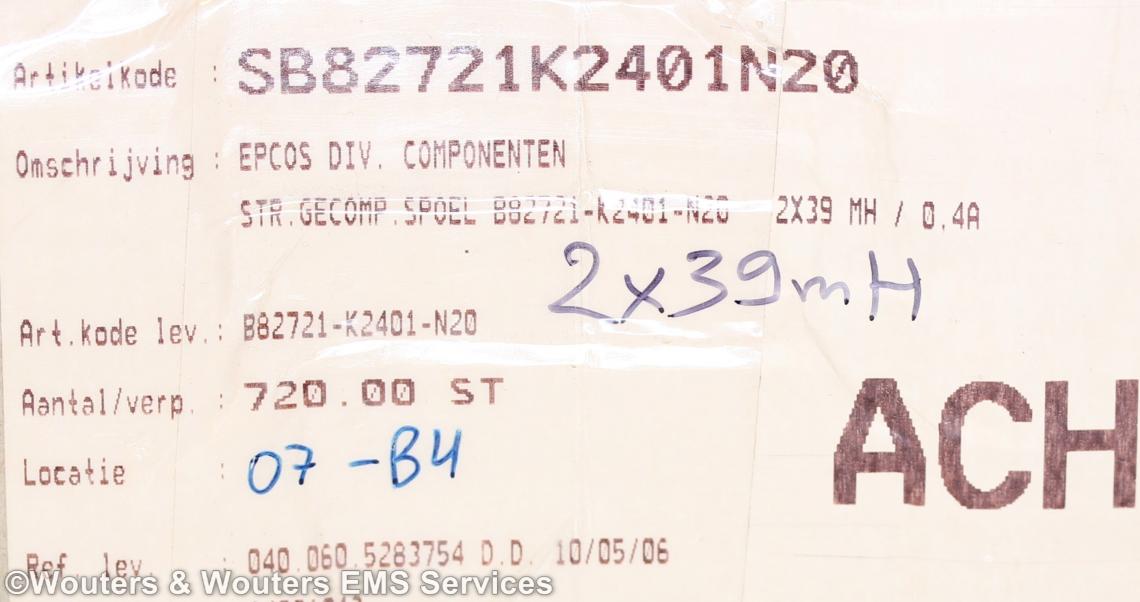 Artikelkode : SB82721K2401N20
Omschrijving : EPCOS DIV. COMPONENTEN
STR.GECOMP.SPOEL B82721-K2401-N20 2X39 MH / 0.4A
2x39mH
Art.kode lev.: B82721-K2401-N20
Aantal/verp. : 720.00 ST
ACH
Locatie : 07-B4
Ref. lev. : 040.060.5283754 D.D. 10/05/06
©Wouters & Wouters EMS Services